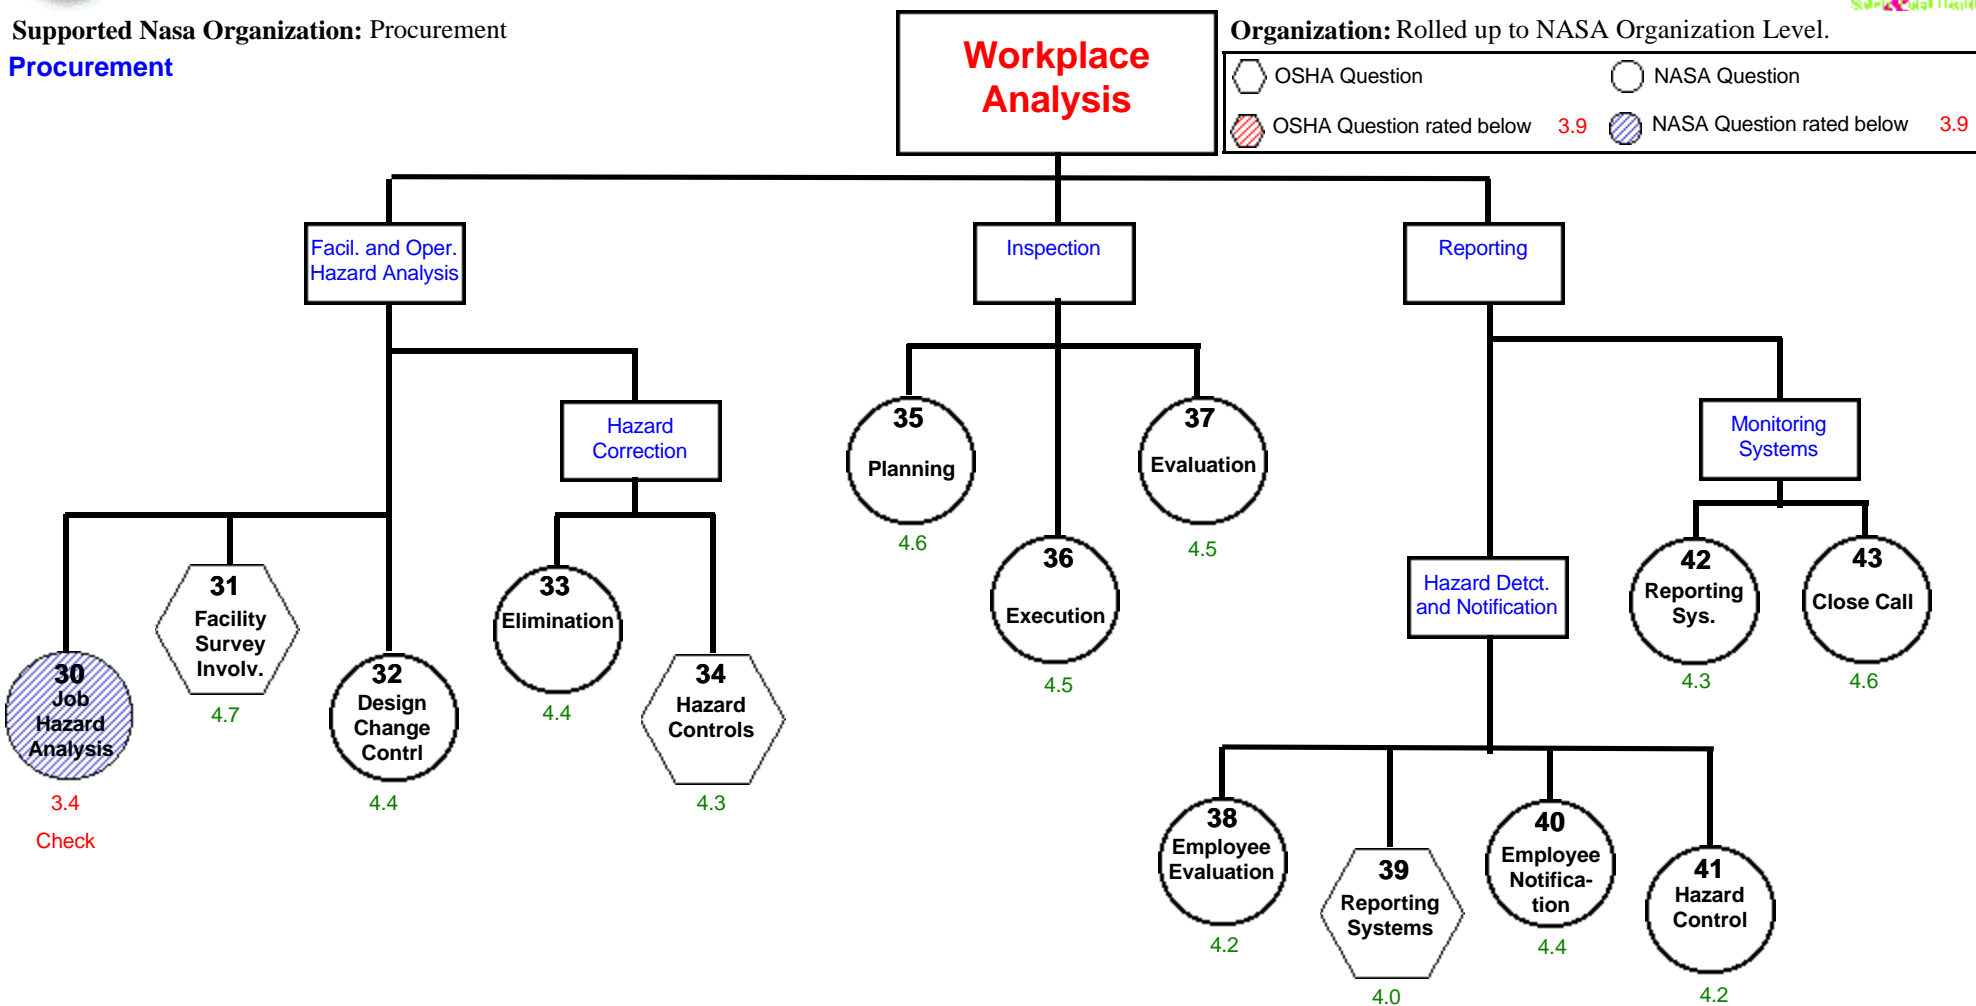 Supported Nasa Organization: Procurement
Procurement
Workplace
Analysis
Organization: Rolled up to NASA Organization Level.
OSHA Question
NASA Question
OSHA Question rated below 3.9
NASA Question rated below 3.9
Facil. and Oper.
Hazard Analysis
Inspection
Reporting
Hazard
Correction
Monitoring
Systems
Hazard Detct.
and Notification
30
Job
Hazard
Analysis
3.4
Check
31
Facility
Survey
Involv.
4.7
32
Design
Change
Contrl
4.4
33
Elimination
4.4
34
Hazard
Controls
4.3
35
Planning
4.6
36
Execution
4.5
37
Evaluation
4.5
38
Employee
Evaluation
4.2
39
Reporting
Systems
4.0
40
Employee
Notifica-
tion
4.4
41
Hazard
Control
4.2
42
Reporting
Sys.
4.3
43
Close Call
4.6